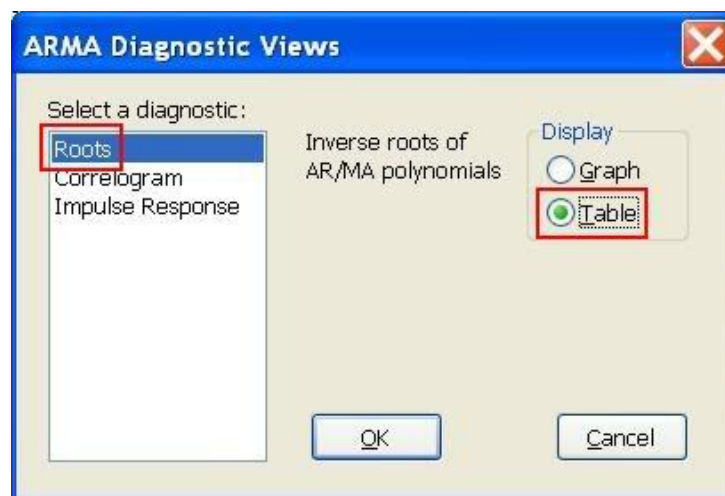 ARMA Diagnostic Views
Select a diagnostic:
Roots
Correlogram
Impulse Response
Inverse roots of
AR/MA polynomials
Display
Graph
Table
OK
Cancel